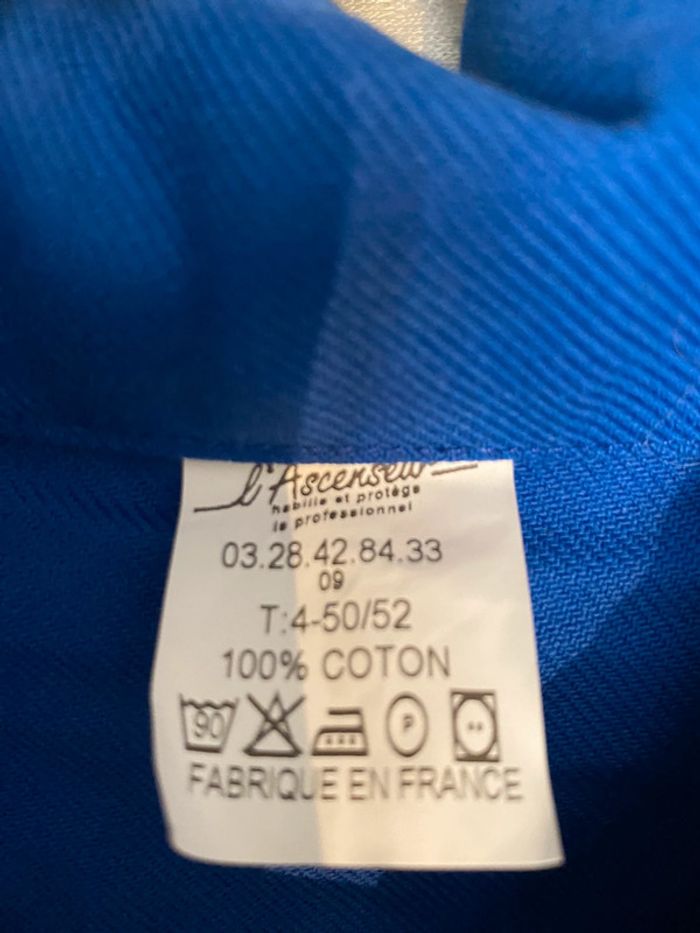 l'Ascenseur
habille et protège
le professionnel
03.28.42.84.33
09
T:4-50/52
100% COTON
90 P
FABRIQUE EN FRANCE